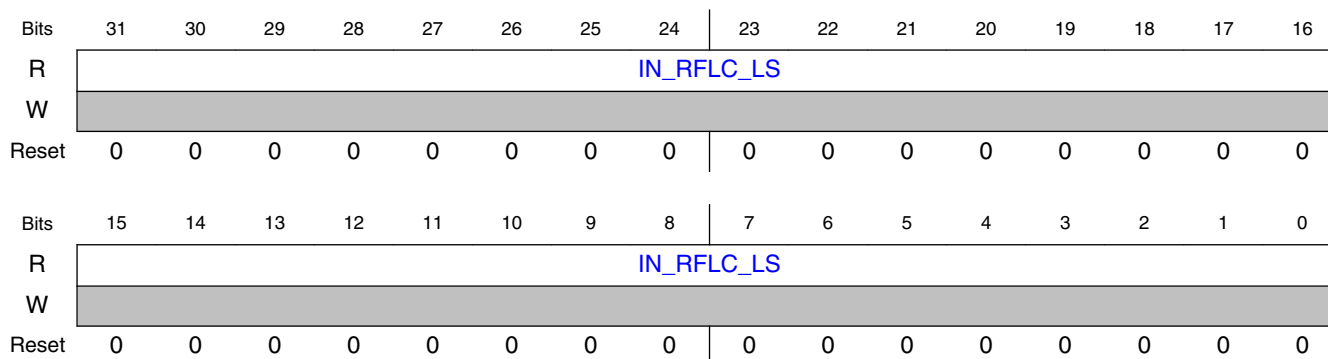 Bits 31 30 29 28 27 26 25 24 23 22 21 20 19 18 17 16
R IN_RFLC_LS
W
Reset 0 0 0 0 0 0 0 0 0 0 0 0 0 0 0 0
Bits 15 14 13 12 11 10 9 8 7 6 5 4 3 2 1 0
R IN_RFLC_LS
W
Reset 0 0 0 0 0 0 0 0 0 0 0 0 0 0 0 0